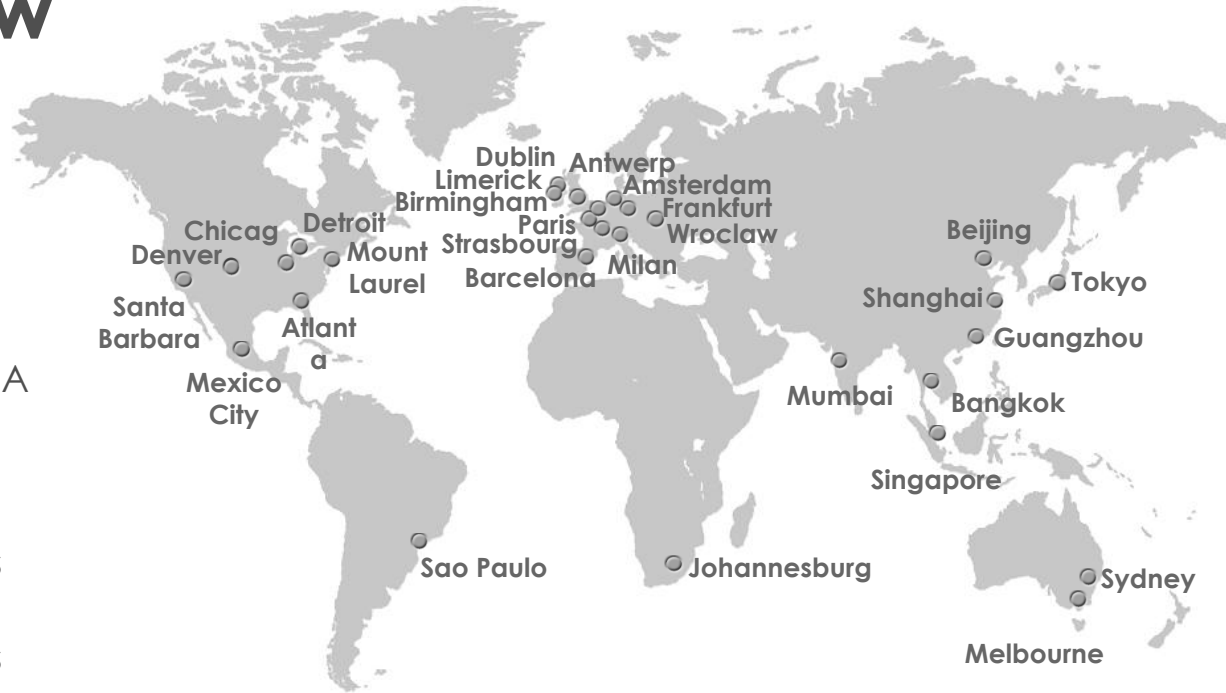 w
Dublin
Antwerp
Limerick
Amsterdam
Birmingham
Frankfurt
Paris
Wroclaw
Strasbourg
Milan
Barcelona
Chicag
Detroit
Denver
Mount
Laurel
Santa
Barbara
Atlant
a
Mexico
City
A
Beijing
Tokyo
Shanghai
Guangzhou
Mumbai
Bangkok
Singapore
Sao Paulo
Johannesburg
Sydney
Melbourne
s
s